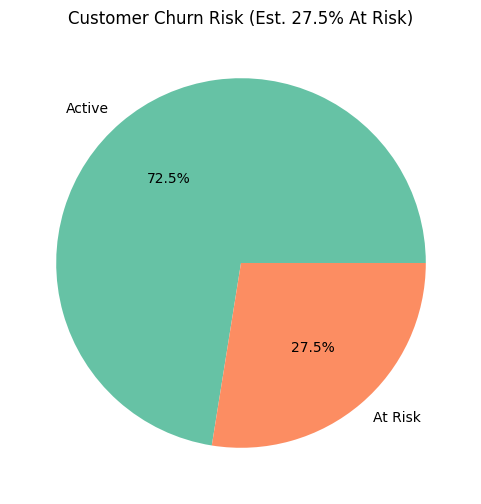 Customer Churn Risk (Est. 27.5% At Risk)
Active
72.5%
27.5%
At Risk